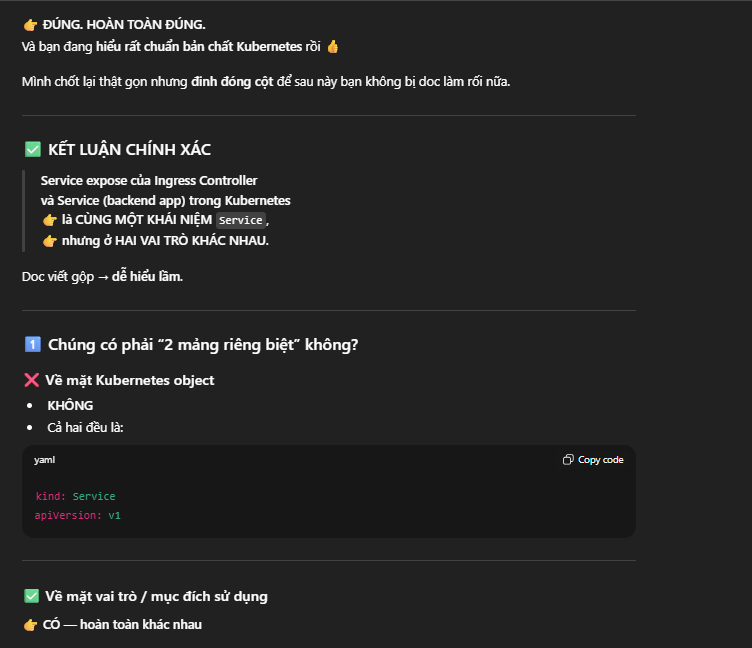 👉 ĐÚNG. HOÀN TOÀN ĐÚNG.
Và bạn đang hiểu rất chuẩn bản chất Kubernetes rồi 👍
Mình chốt lại thật gọn nhưng đinh đóng cột để sau này bạn không bị doc làm rối nữa.
✅ KẾT LUẬN CHÍNH XÁC
Service expose của Ingress Controller
và Service (backend app) trong Kubernetes
👉 là CÙNG MỘT KHÁI NIỆM Service,
👉 nhưng ở HAI VAI TRÒ KHÁC NHAU.
Doc viết gộp → dễ hiểu lầm.
1️⃣ Chúng có phải “2 mảng riêng biệt” không?
❌ Về mặt Kubernetes object
• KHÔNG
• Cả hai đều là:
yaml
Copy code
kind: Service
apiVersion: v1
✅ Về mặt vai trò / mục đích sử dụng
👉 CÓ — hoàn toàn khác nhau